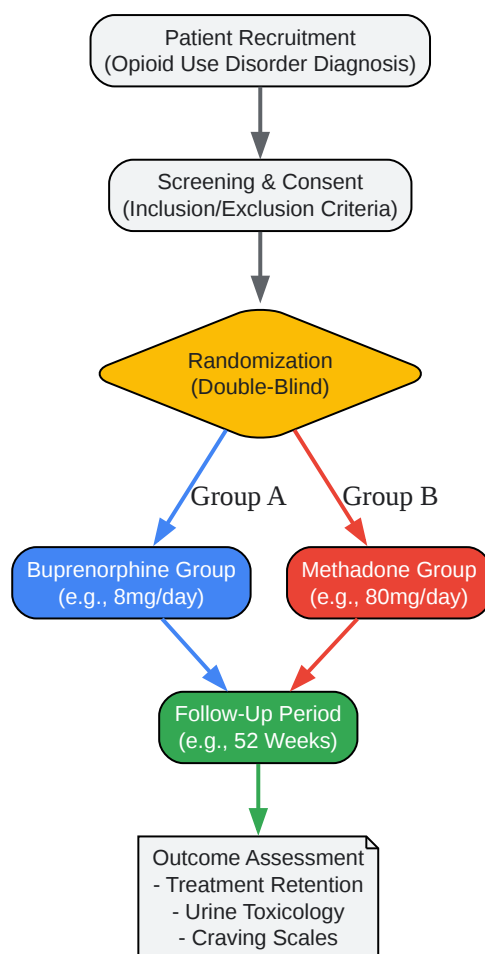 Patient Recruitment
(Opioid Use Disorder Diagnosis)
Screening & Consent
(Inclusion/Exclusion Criteria)
Randomization
(Double-Blind)
Group A
Group B
Buprenorphine Group
(e.g., 8mg/day)
Methadone Group
(e.g., 80mg/day)
Follow-Up Period
(e.g., 52 Weeks)
Outcome Assessment
- Treatment Retention
- Urine Toxicology
- Craving Scales